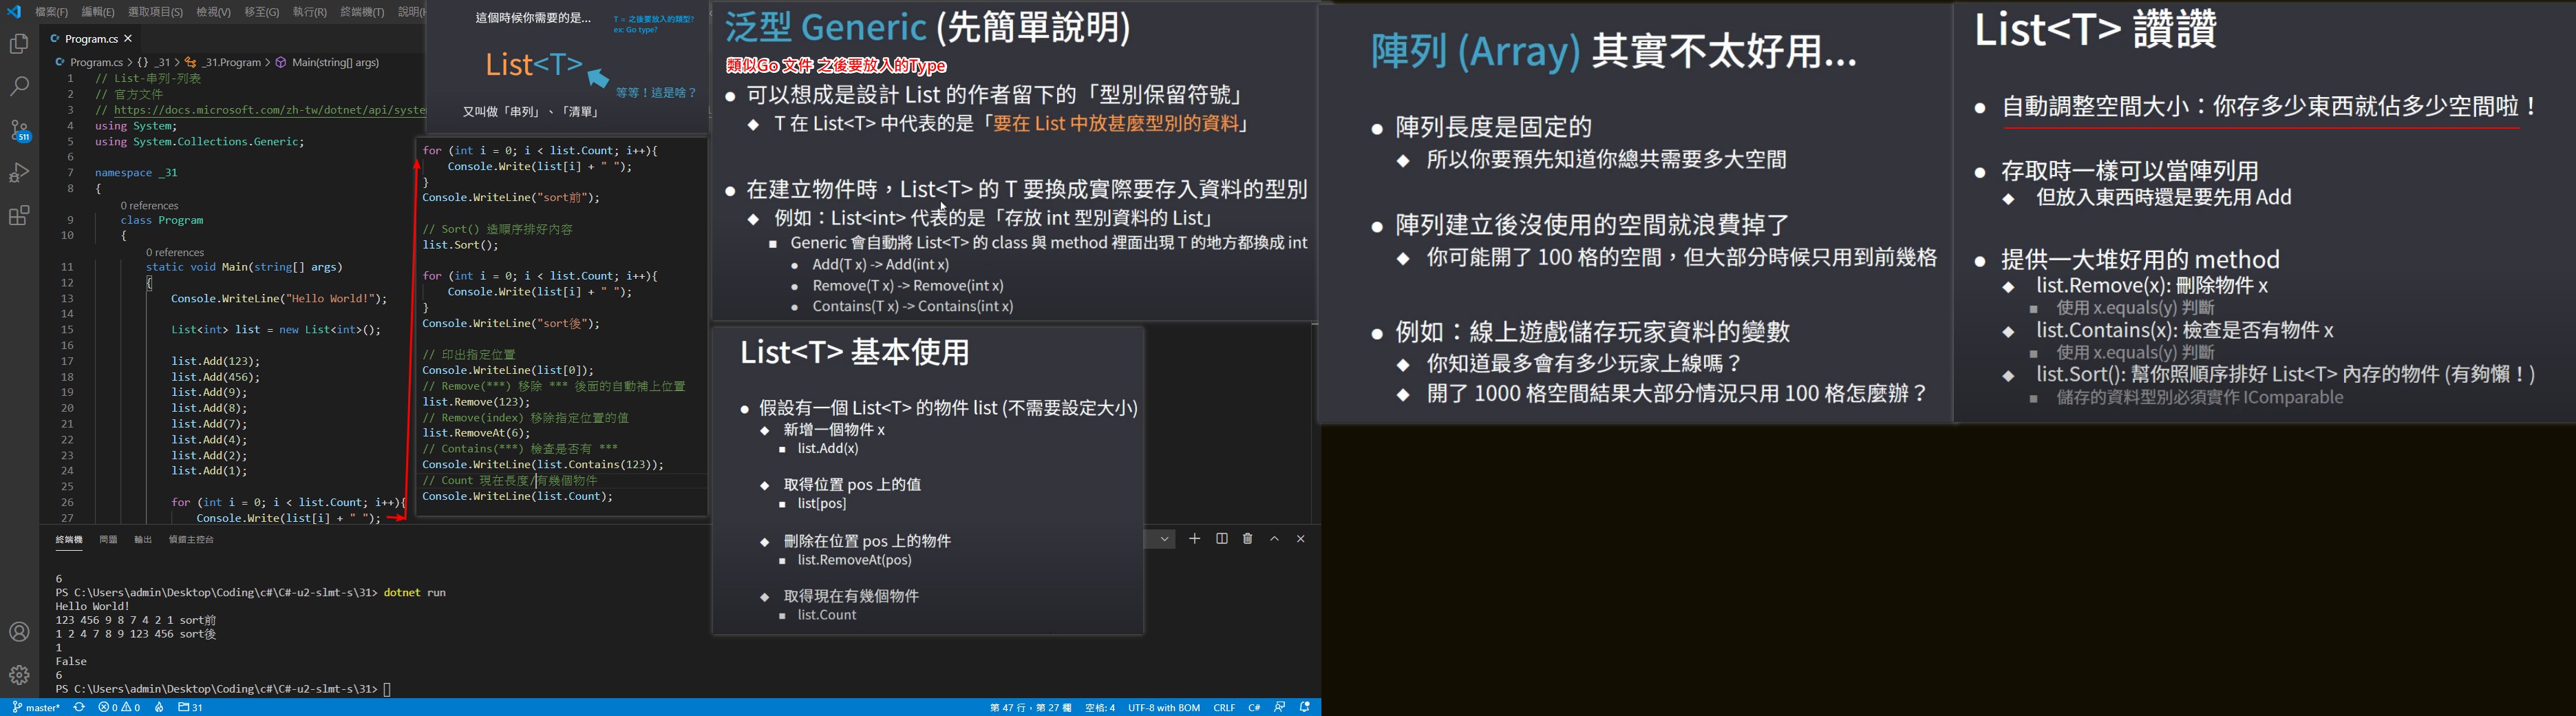 檔案(F) 編輯(E) 選取項目(S) 檢視(V) 移至(G) 執行(R) 終端機(T) 說明(H)
Program.cs
Program.cs > {} _31 > _31.Program > Main(string[] args)
1 // List-串列-列表
2 // 官方文件
3 // https://docs.microsoft.com/zh-tw/dotnet/api/syste
4 using System;
5 using System.Collections.Generic;
6
7 namespace _31
8 {
0 references
9 class Program
10 {
0 references
11 static void Main(string[] args)
12 {
13 Console.WriteLine("Hello World!");
14
15 List<int> list = new List<int>();
16
17 list.Add(123);
18 list.Add(456);
19 list.Add(9);
20 list.Add(8);
21 list.Add(7);
22 list.Add(4);
23 list.Add(2);
24 list.Add(1);
25
26 for (int i = 0; i < list.Count; i++){
27 Console.Write(list[i] + " ");
這個時候你需要的是...
T = 之後要放入的類型?
ex: Go type?
List<T>
等等！這是啥？
又叫做「串列」、「清單」
for (int i = 0; i < list.Count; i++){
Console.Write(list[i] + " ");
}
Console.WriteLine("sort前");
// Sort() 造順序排好內容
list.Sort();
for (int i = 0; i < list.Count; i++){
Console.Write(list[i] + " ");
}
Console.WriteLine("sort後");
// 印出指定位置
Console.WriteLine(list[0]);
// Remove(***) 移除 *** 後面的自動補上位置
list.Remove(123);
// Remove(index) 移除指定位置的值
list.RemoveAt(6);
// Contains(***) 檢查是否有 ***
Console.WriteLine(list.Contains(123));
// Count 現在長度/有幾個物件
Console.WriteLine(list.Count);
終端機 問題 輸出 偵錯主控台
6
PS C:\Users\admin\Desktop\Coding\c#\C#-u2-slmt-s\31> dotnet run
Hello World!
123 456 9 8 7 4 2 1 sort前
1 2 4 7 8 9 123 456 sort後
1
False
6
PS C:\Users\admin\Desktop\Coding\c#\C#-u2-slmt-s\31>
511
master* 0 0 31
第 47 行，第 27 欄 空格: 4 UTF-8 with BOM CRLF C#
泛型 Generic (先簡單說明)
類似Go 文件 之後要放入的Type
● 可以想成是設計 List 的作者留下的「型別保留符號」
◆ T 在 List<T> 中代表的是「要在 List 中放甚麼型別的資料」
● 在建立物件時，List<T> 的 T 要換成實際要存入資料的型別
◆ 例如：List<int> 代表的是「存放 int 型別資料的 List」
■ Generic 會自動將 List<T> 的 class 與 method 裡面出現 T 的地方都換成 int
● Add(T x) -> Add(int x)
● Remove(T x) -> Remove(int x)
● Contains(T x) -> Contains(int x)
List<T> 基本使用
● 假設有一個 List<T> 的物件 list (不需要設定大小)
◆ 新增一個物件 x
■ list.Add(x)
◆ 取得位置 pos 上的值
■ list[pos]
◆ 刪除在位置 pos 上的物件
■ list.RemoveAt(pos)
◆ 取得現在有幾個物件
■ list.Count
陣列 (Array) 其實不太好用...
● 陣列長度是固定的
◆ 所以你要預先知道你總共需要多大空間
● 陣列建立後沒使用的空間就浪費掉了
◆ 你可能開了 100 格的空間，但大部分時候只用到前幾格
● 例如：線上遊戲儲存玩家資料的變數
◆ 你知道最多會有多少玩家上線嗎？
◆ 開了 1000 格空間結果大部分情況只用 100 格怎麼辦？
List<T> 讚讚
● 自動調整空間大小：你存多少東西就佔多少空間啦！
● 存取時一樣可以當陣列用
◆ 但放入東西時還是要先用 Add
● 提供一大堆好用的 method
◆ list.Remove(x): 刪除物件 x
■ 使用 x.equals(y) 判斷
◆ list.Contains(x): 檢查是否有物件 x
■ 使用 x.equals(y) 判斷
◆ list.Sort(): 幫你照順序排好 List<T> 內存的物件 (有夠懶！)
■ 儲存的資料型別必須實作 IComparable